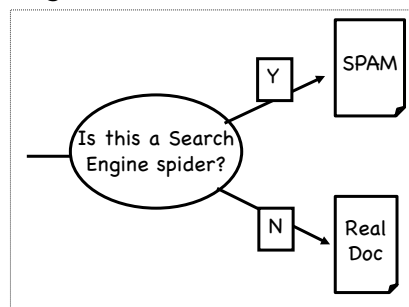 Y
SPAM
Is this a Search
Engine spider?
N
Real
Doc